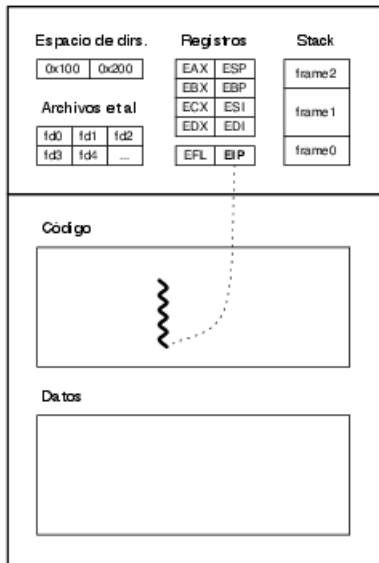 Espacio de dirs.
Registros
Stack
0x100 0x200
EAX ESP
EBX EBP
ECX ESI
EDX EDI
EFL EIP
frame2
frame1
frame0
Archivos et al
fd0 fd1 fd2
fd3 fd4 ...
Código
Datos